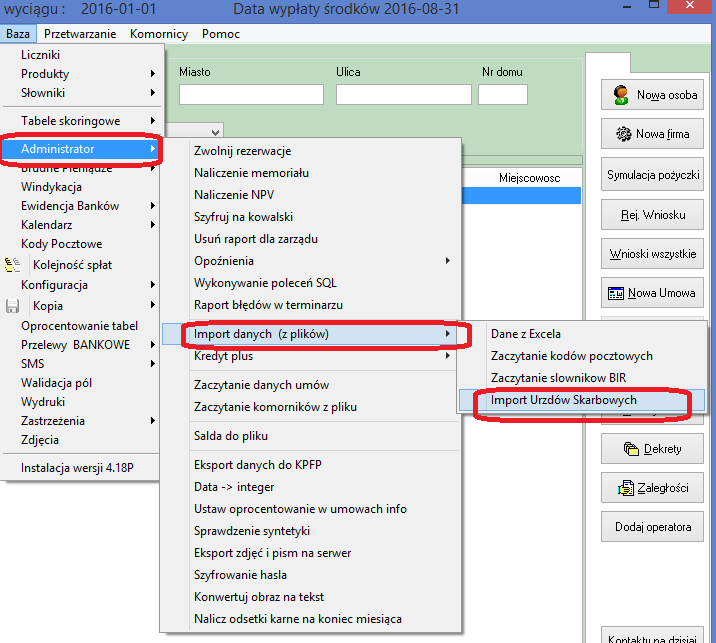 wyciągu : 2016-01-01 Data wypłaty środków 2016-08-31
Baza Przetwarzanie Komornicy Pomoc
Liczniki
Produkty
Słowniki
Tabele skoringowe
Administrator
Brudne Pieniądze
Windykacja
Ewidencja Banków
Kalendarz
Kody Pocztowe
Kolejność spłat
Konfiguracja
Kopia
Oprocentowanie tabel
Przelewy BANKOWE
SMS
Walidacja pól
Wydruki
Zastrzeżenia
Zdjęcia
Instalacja wersji 4.18P
Miasto Ulica Nr domu
Miejscowosc
Zwolnij rezerwacje
Naliczenie memoriału
Naliczenie NPV
Szyfruj na kowalski
Usuń raport dla zarządu
Opoźnienia
Wykonywanie poleceń SQL
Raport błędów w terminarzu
Import danych (z plików)
Kredyt plus
Zaczytanie danych umów
Zaczytanie komorników z pliku
Salda do pliku
Eksport danych do KPFP
Data -> integer
Ustaw oprocentowanie w umowach info
Sprawdzenie syntetyki
Eksport zdjęć i pism na serwer
Szyfrowanie hasla
Konwertuj obraz na tekst
Nalicz odsetki karne na koniec miesiąca
Dane z Excela
Zaczytanie kodów pocztowych
Zaczytanie slownikow BIR
Import Urzdów Skarbowych
Nowa osoba
Nowa firma
Symulacja pożyczki
Rej. Wniosku
Wnioski wszystkie
Nowa Umowa
Dekrety
Zaległości
Dodaj operatora
Kontaktu na dzisiaj